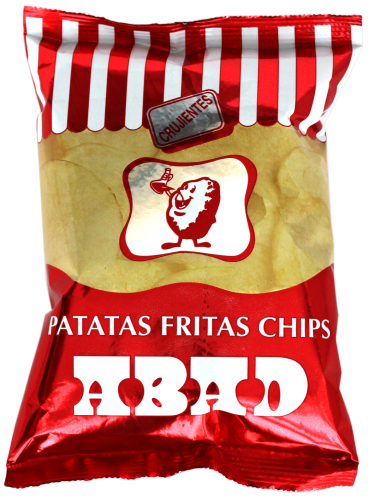 CRUJIENTES
PATATAS FRITAS CHIPS
ABAD